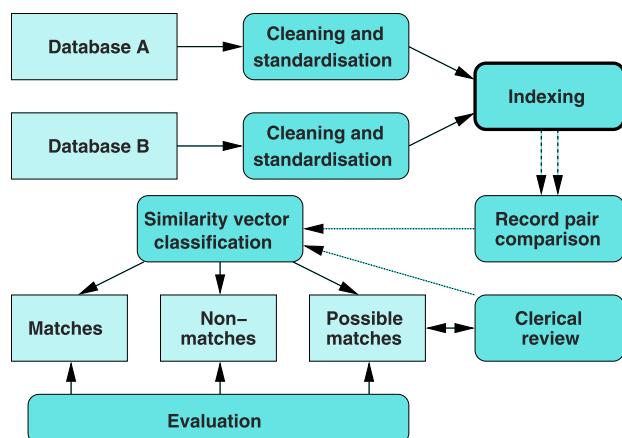 Database A
Cleaning and
standardisation
Indexing
Database B
Cleaning and
standardisation
Similarity vector
classification
Record pair
comparison
Matches
Non−
matches
Possible
matches
Clerical
review
Evaluation